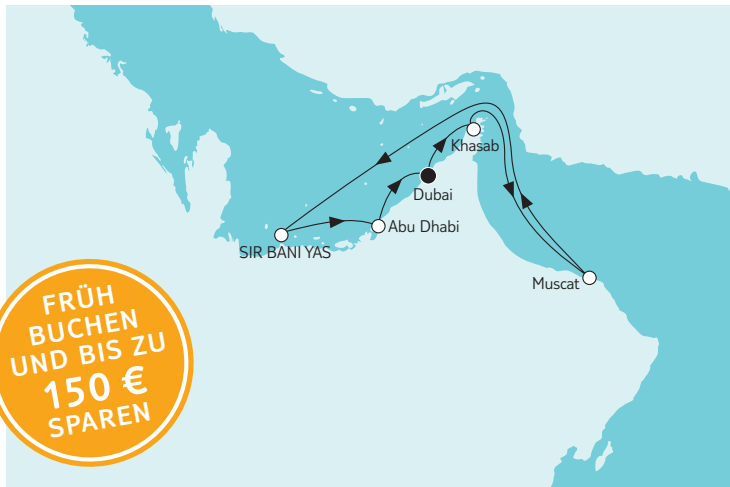 Khasab
Dubai
Abu Dhabi
SIR BANI YAS
Muscat
FRÜH
BUCHEN
UND BIS ZU
150 €
SPAREN